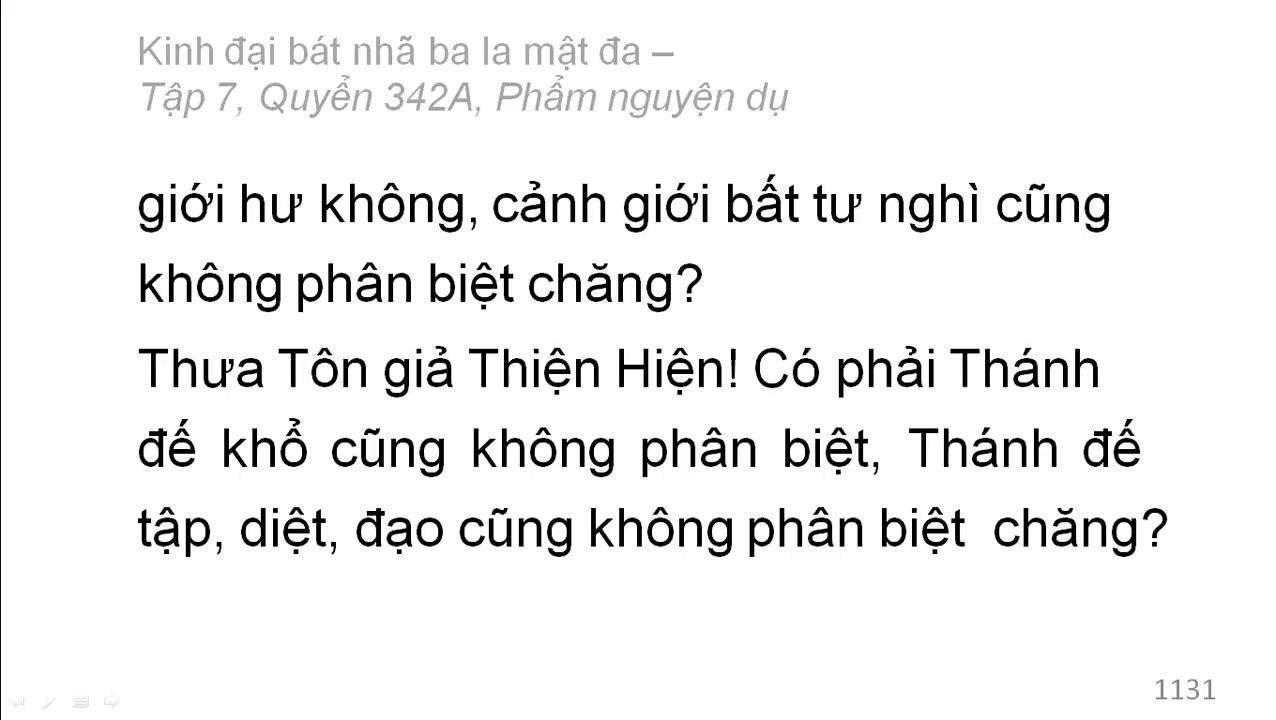 Kinh đại bát nhã ba la mật đa –
Tập 7, Quyển 342A, Phẩm nguyện dụ
giới hư không, cảnh giới bất tư nghì cũng
không phân biệt chăng?
Thưa Tôn giả Thiện Hiện! Có phải Thánh
đế khổ cũng không phân biệt, Thánh đế
tập, diệt, đạo cũng không phân biệt chăng?
1131